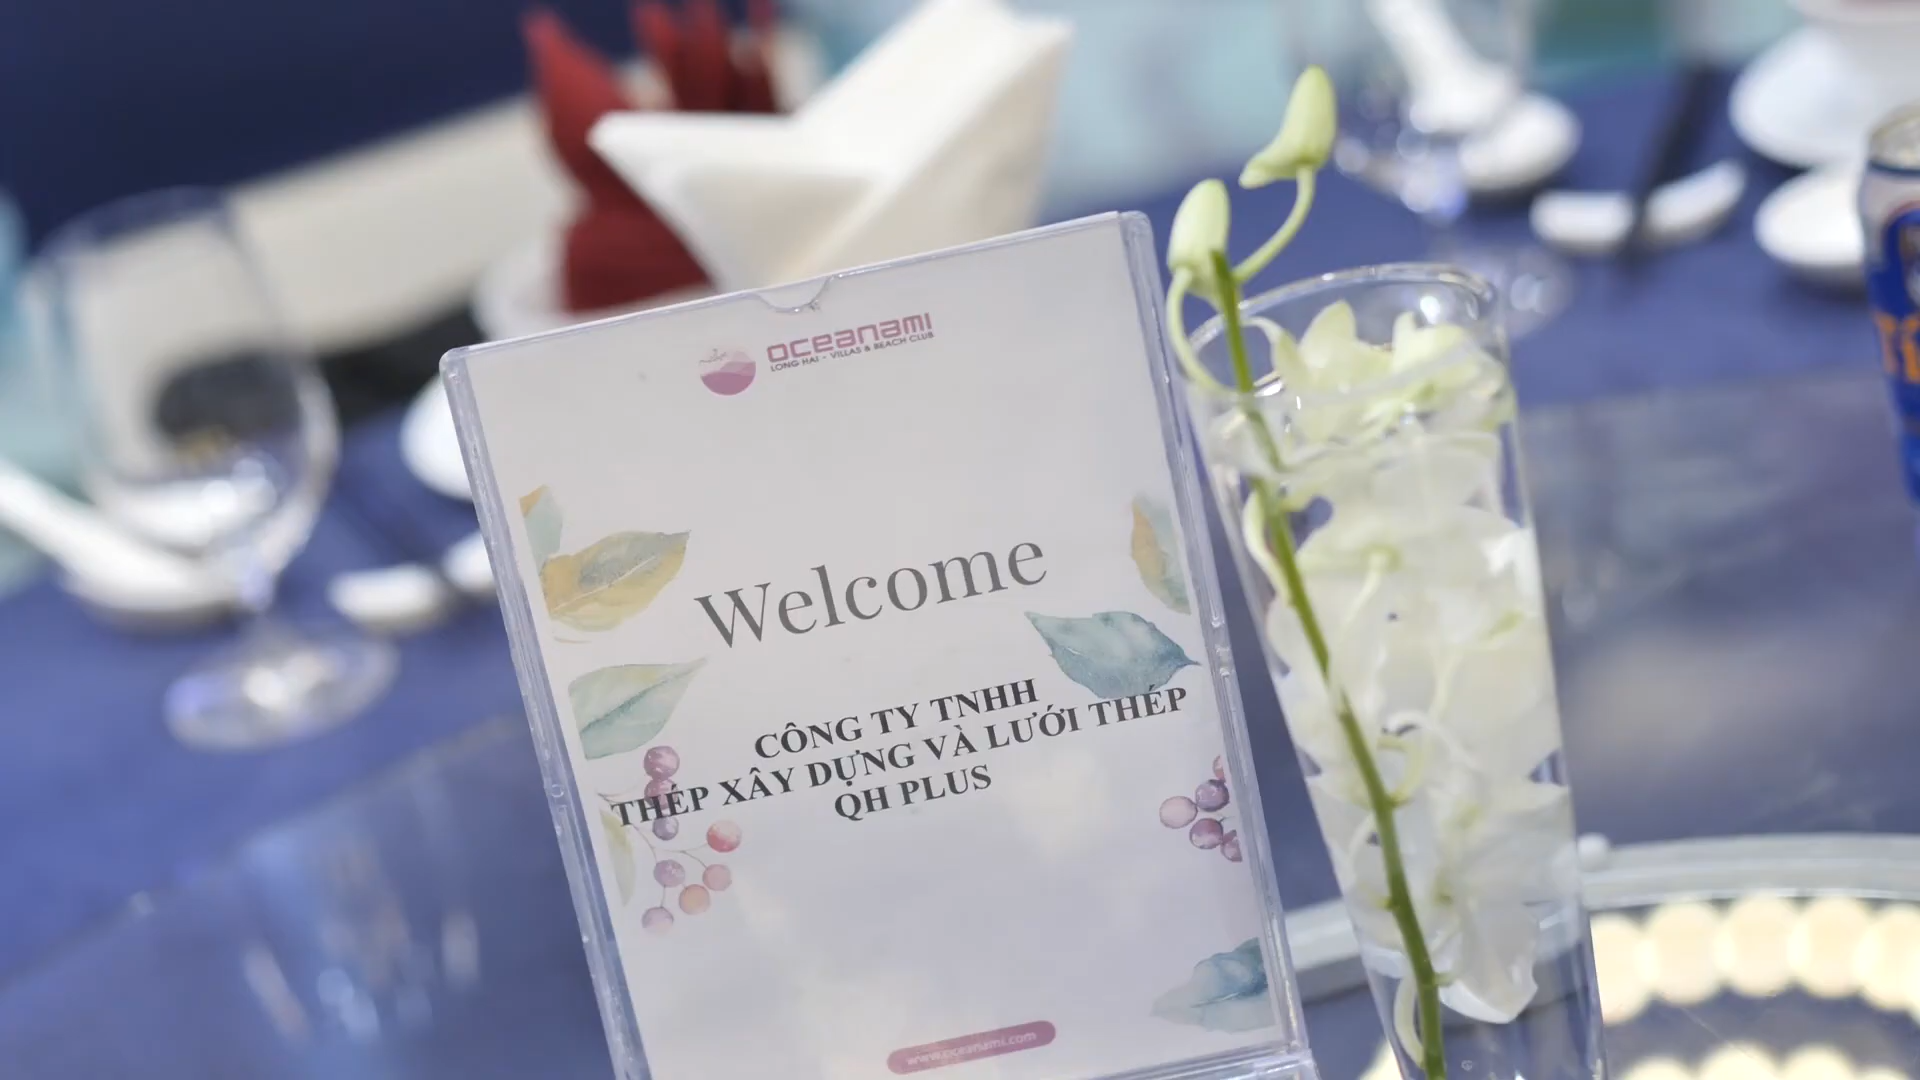 OCEANAMI
LONG HAI - VILLAS & BEACH CLUB
Welcome
CÔNG TY TNHH
THÉP XÂY DỰNG VÀ LƯỚI THÉP
QH PLUS
www.oceanami.com